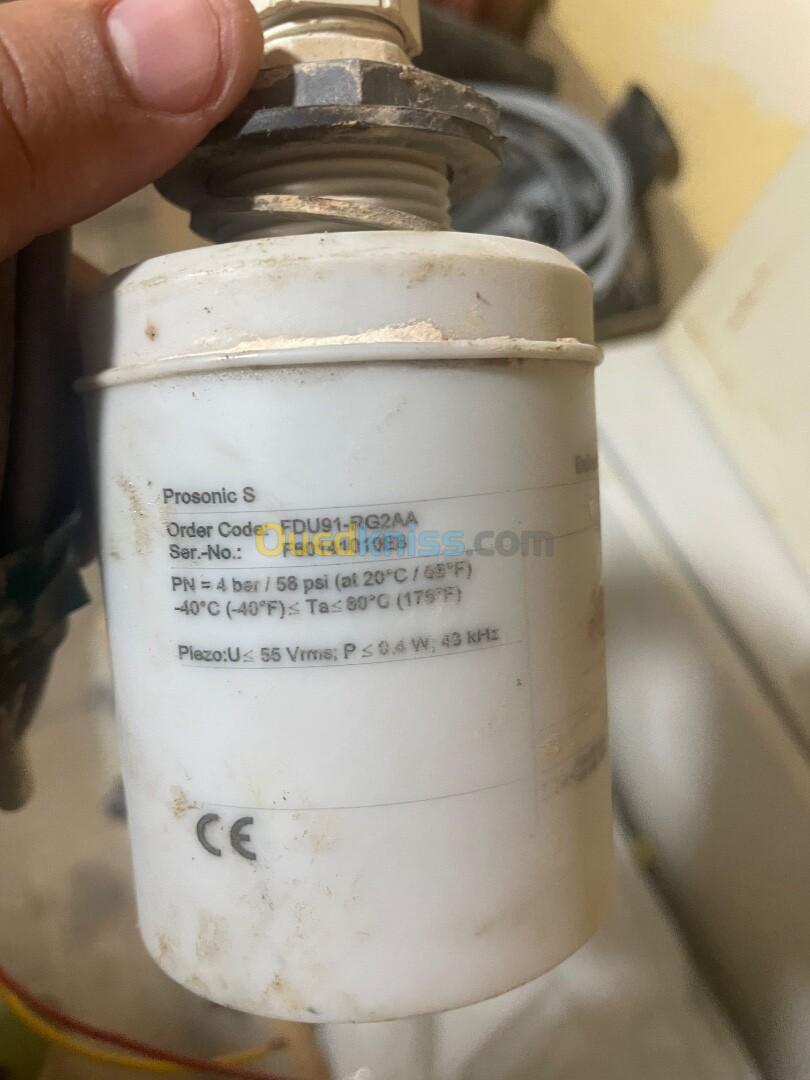 Prosonic S
Order Code: FDU91-RG2AA
Ser.-No.:
PN = 4 bar / 58 psi (at 20°C / 68°F)
-40°C (-40°F) ≤ Ta ≤ 80°C (176°F)
Piezo:U ≤ 55 Vrms; P ≤ 0.4 W; 43 kHz
CE
Ouedkniss.com